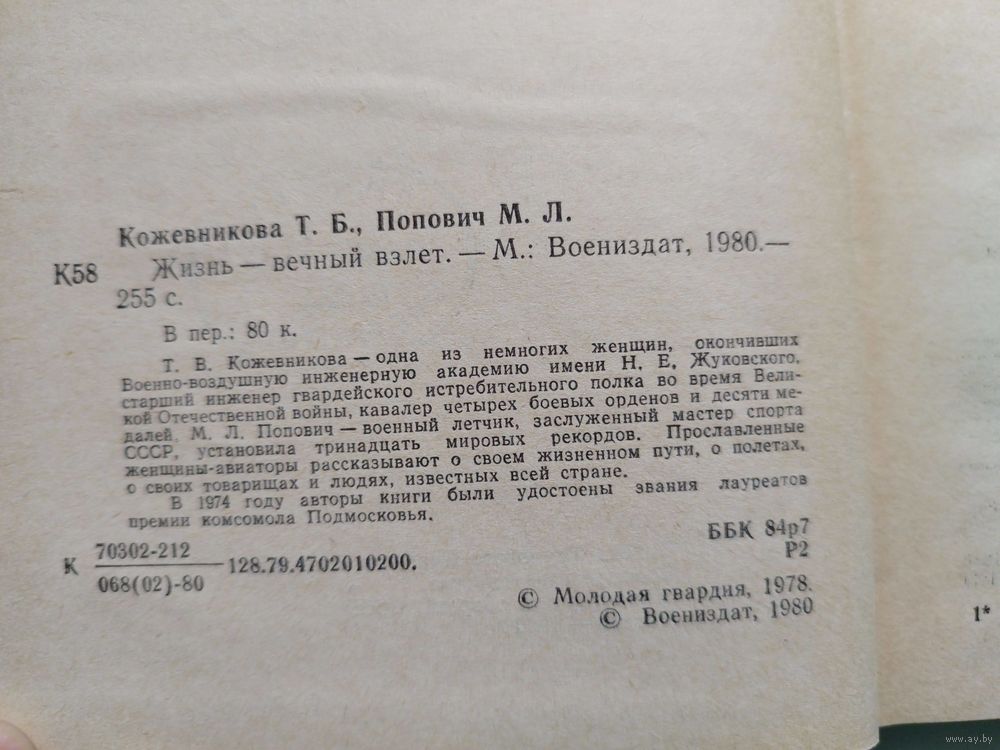 Кожевникова Т. Б., Попович М. Л.
К58 Жизнь — вечный взлет. — М.: Воениздат, 1980.—
255 с.
В пер.: 80 к.
Т. В. Кожевникова — одна из немногих женщин, окончивших
Военно-воздушную инженерную академию имени Н. Е. Жуковского,
старший инженер гвардейского истребительного полка во время Вели-
кой Отечественной войны, кавалер четырех боевых орденов и десяти ме-
далей. М. Л. Попович — военный летчик, заслуженный мастер спорта
СССР, установила тринадцать мировых рекордов. Прославленные
женщины-авиаторы рассказывают о своем жизненном пути, о полетах,
о своих товарищах и людях, известных всей стране.
В 1974 году авторы книги были удостоены звания лауреатов
премии комсомола Подмосковья.
К 70302-212
068(02)-80 128.79.4702010200.
ББК 84р7
Р2
© Молодая гвардия, 1978.
© Воениздат, 1980
1*
www.ay.by